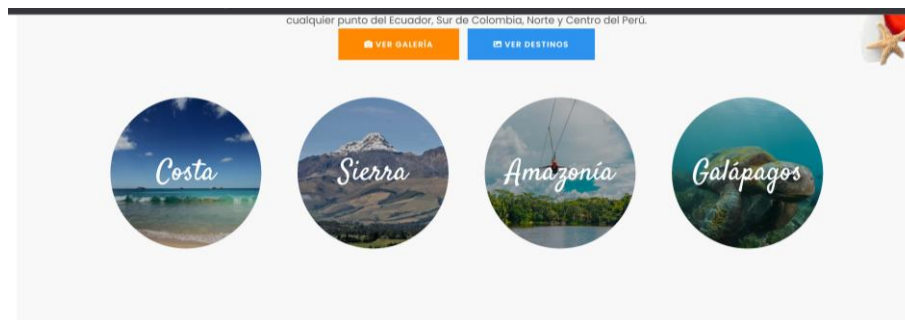 cualquier punto del Ecuador, Sur de Colombia, Norte y Centro del Perú.
VER GALERÍA
VER DESTINOS
Costa
Sierra
Amazonía
Galápagos